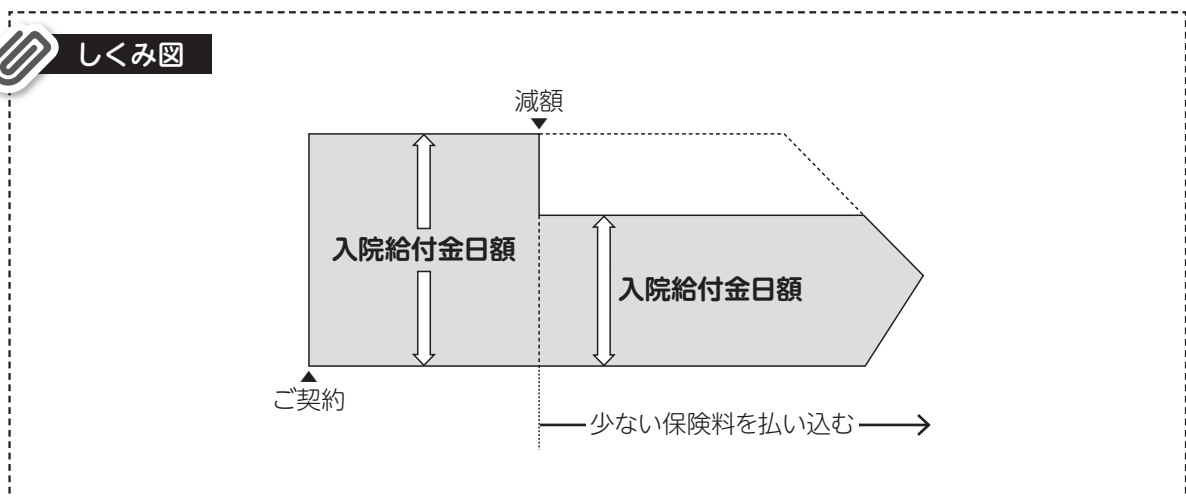 しくみ図
減額
入院給付金日額
入院給付金日額
ご契約
少ない保険料を払い込む